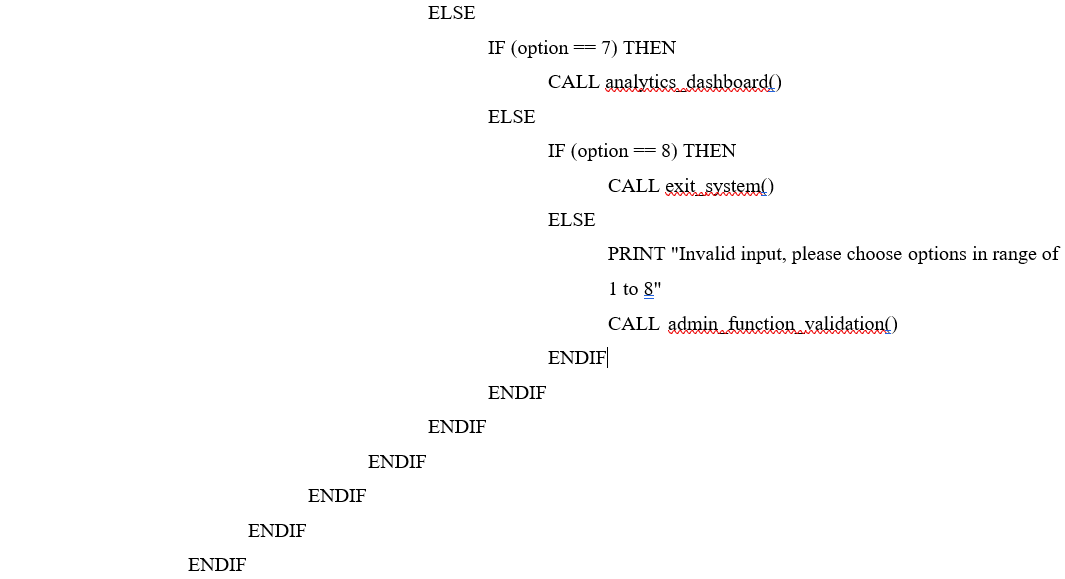 ELSE
IF (option == 7) THEN
CALL analytics_dashboard()
ELSE
IF (option == 8) THEN
CALL exit_system()
ELSE
PRINT "Invalid input, please choose options in range of
1 to 8"
CALL admin_function_validation()
ENDIF
ENDIF
ENDIF
ENDIF
ENDIF
ENDIF
ENDIF